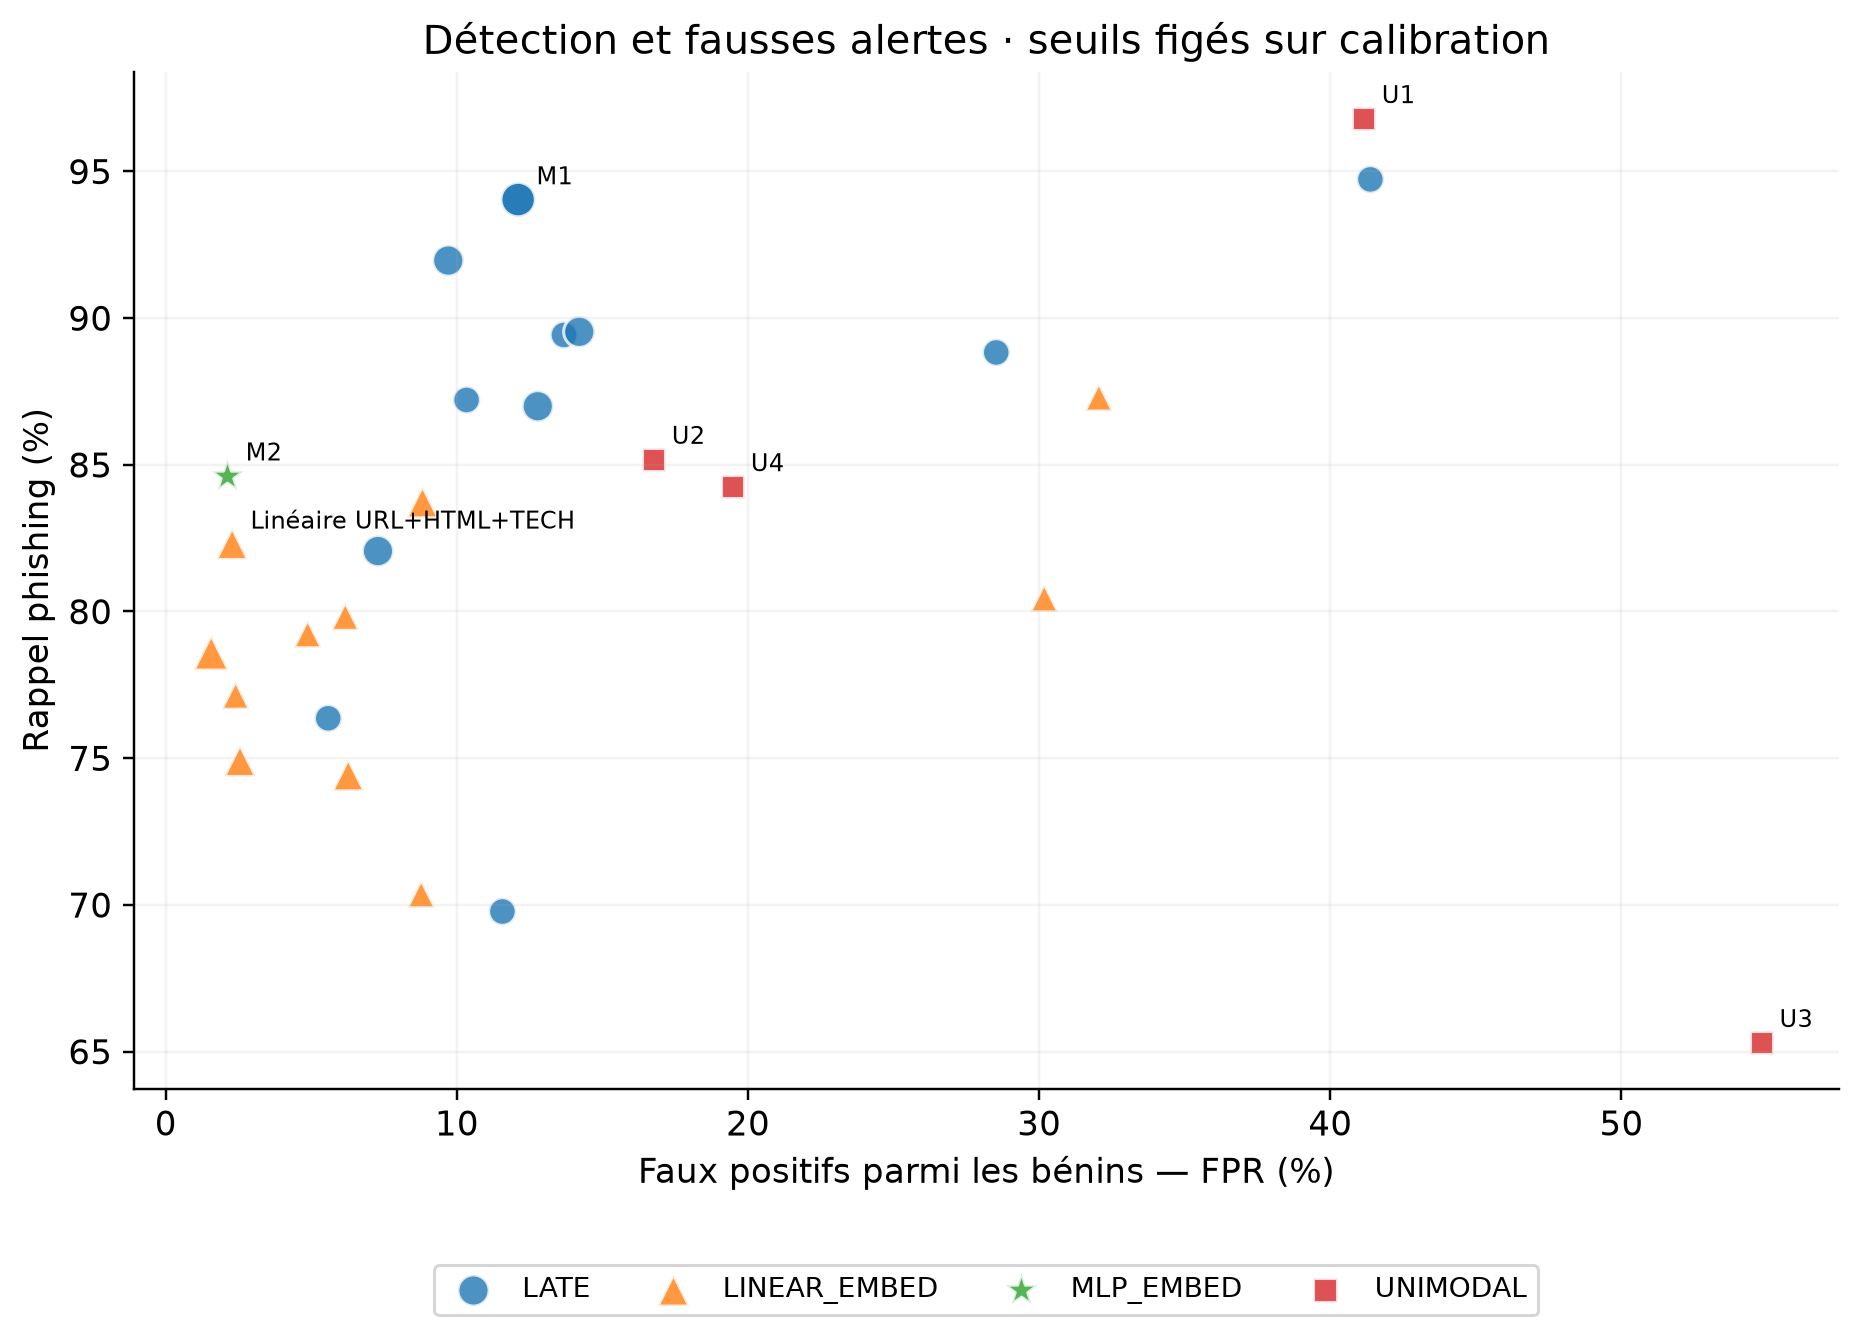 Détection et fausses alertes · seuils figés sur calibration
U1
M1
U2
U4
M2
Linéaire URL+HTML+TECH
U3
95
90
85
80
75
70
65
Rappel phishing (%)
0 10 20 30 40 50
Faux positifs parmi les bénins — FPR (%)
LATE LINEAR_EMBED MLP_EMBED UNIMODAL